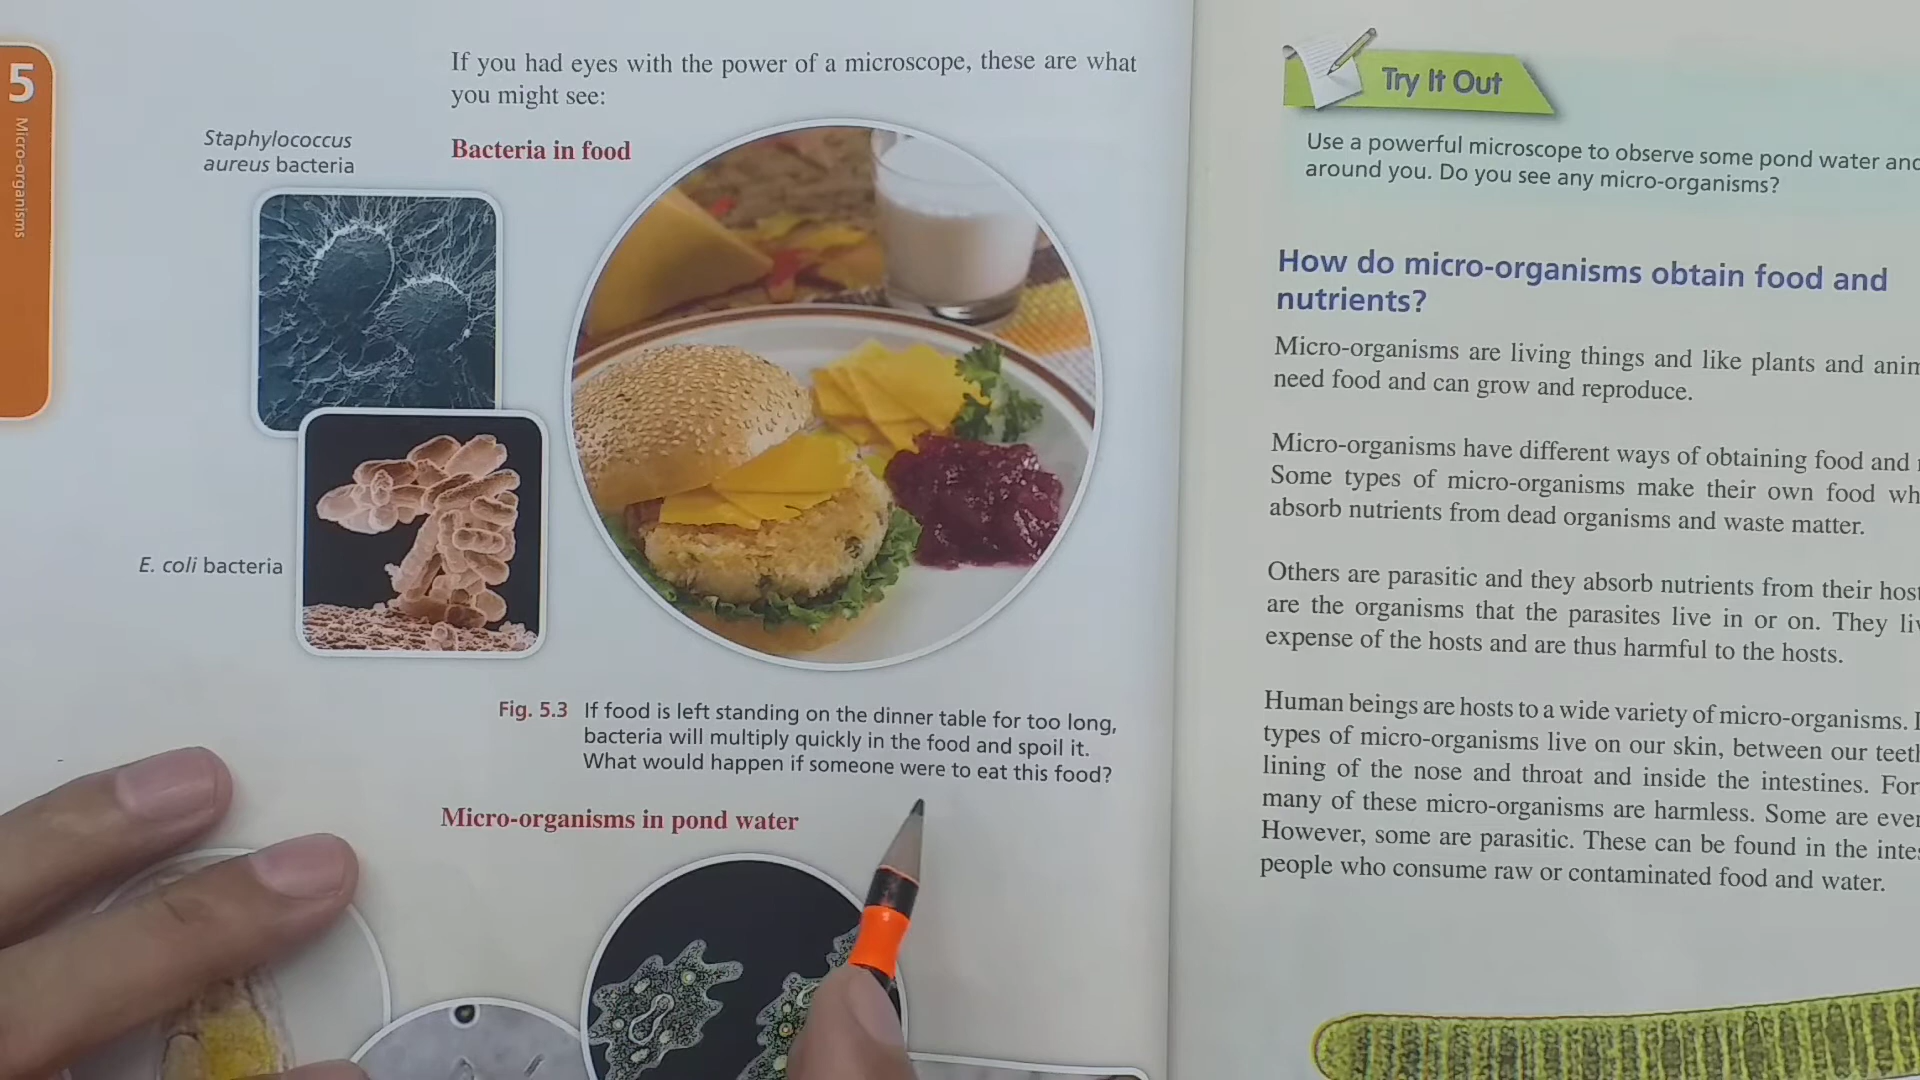 5
Micro-organisms
If you had eyes with the power of a microscope, these are what
you might see:
Staphylococcus
aureus bacteria
Bacteria in food
E. coli bacteria
Fig. 5.3 If food is left standing on the dinner table for too long,
bacteria will multiply quickly in the food and spoil it.
What would happen if someone were to eat this food?
Micro-organisms in pond water
Try It Out
Use a powerful microscope to observe some pond water and
around you. Do you see any micro-organisms?
How do micro-organisms obtain food and
nutrients?
Micro-organisms are living things and like plants and
need food and can grow and reproduce.
Micro-organisms have different ways of obtaining food and
Some types of micro-organisms make their own food
absorb nutrients from dead organisms and waste matter.
Others are parasitic and they absorb nutrients from their
are the organisms that the parasites live in or on. They
expense of the hosts and are thus harmful to the hosts.
Human beings are hosts to a wide variety of micro-organisms.
types of micro-organisms live on our skin, between our
lining of the nose and throat and inside the intestines.
many of these micro-organisms are harmless. Some are
However, some are parasitic. These can be found in the
people who consume raw or contaminated food and water.